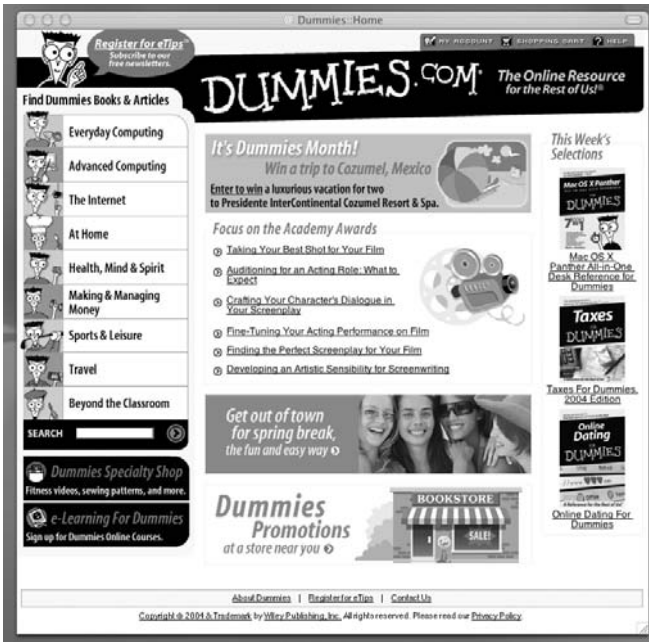 Dummies::Home
Register for eTips™
Subscribe to our
free newsletters.
MY ACCOUNT SHOPPING CART ? HELP
DUMMIES.COM
The Online Resource
for the Rest of Us!®
Find Dummies Books & Articles
Everyday Computing
Advanced Computing
The Internet
At Home
Health, Mind & Spirit
Making & Managing
Money
Sports & Leisure
Travel
Beyond the Classroom
SEARCH
Dummies Specialty Shop
Fitness videos, sewing patterns, and more.
e-Learning For Dummies
Sign up for Dummies Online Courses.
It's Dummies Month!
Win a trip to Cozumel, Mexico
Enter to win a luxurious vacation for two
to Presidente InterContinental Cozumel Resort & Spa.
Focus on the Academy Awards
Taking Your Best Shot for Your Film
Auditioning for an Acting Role: What to
Expect
Crafting Your Character's Dialogue in
Your Screenplay
Fine-Tuning Your Acting Performance on Film
Finding the Perfect Screenplay for Your Film
Developing an Artistic Sensibility for Screenwriting
Get out of town
for spring break,
the fun and easy way
Dummies
Promotions
at a store near you
BOOKSTORE
SALE!
This Week's
Selections
Mac OS X Panther
DUMMIES
Mac OS X
Panther All-in-One
Desk Reference for
Dummies
Taxes
DUMMIES
Taxes For Dummies,
2004 Edition
Online
Dating
DUMMIES
Online Dating For
Dummies
About Dummies | Register for eTips | Contact Us
Copyright © 2004 & Trademark by Wiley Publishing, Inc. All rights reserved. Please read our Privacy Policy.